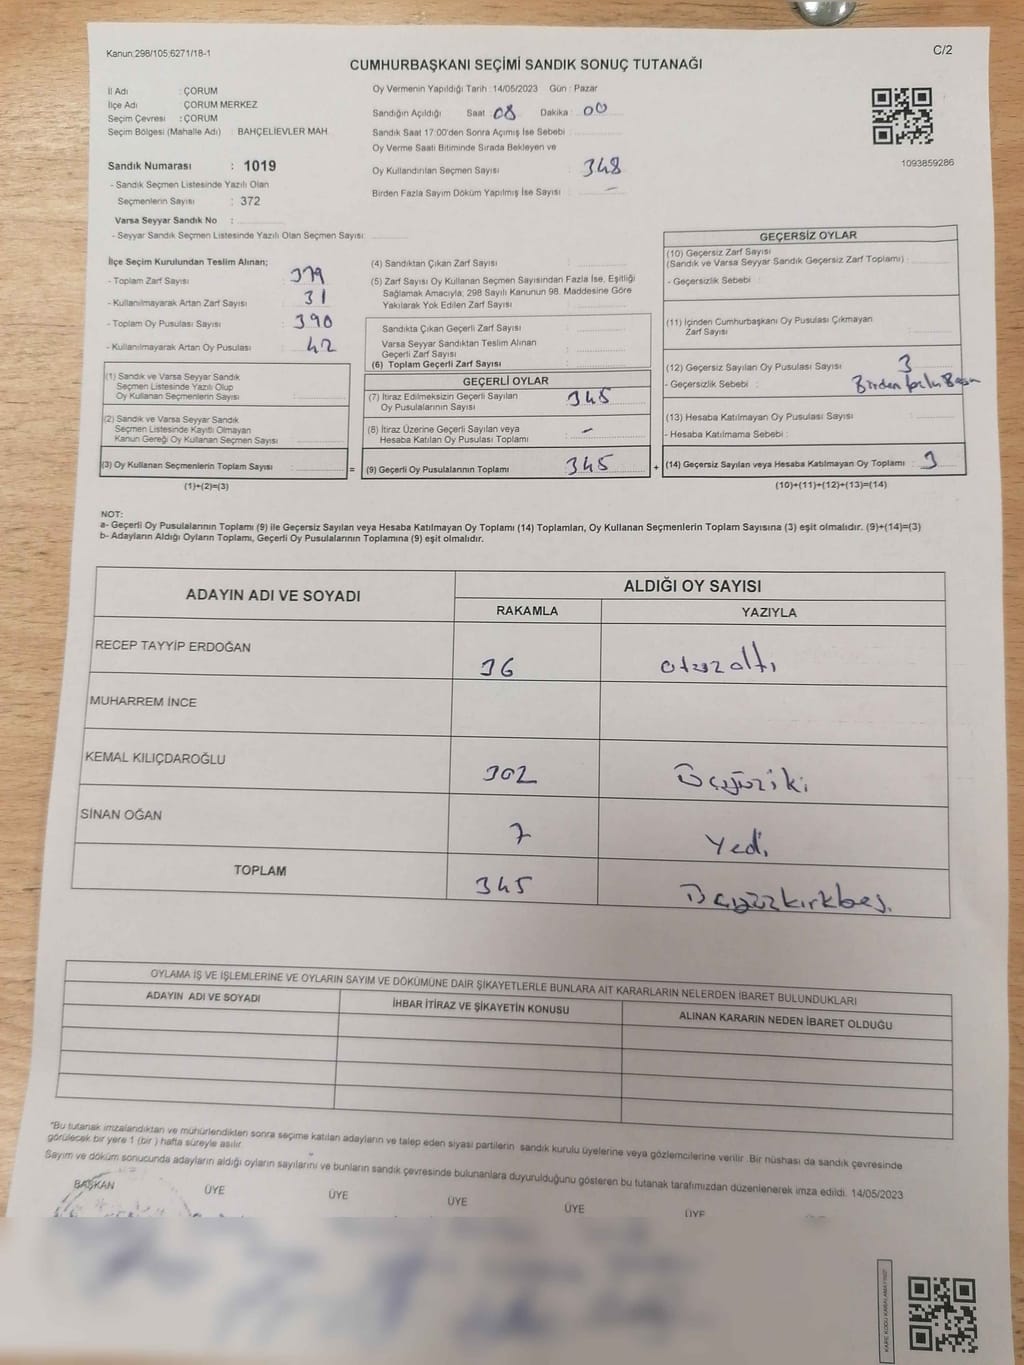 Kanun:298/105;6271/18-1
C/2
CUMHURBAŞKANI SEÇİMİ SANDIK SONUÇ TUTANAĞI
İl Adı : ÇORUM
İlçe Adı ÇORUM MERKEZ
Seçim Çevresi : ÇORUM
Seçim Bölgesi (Mahalle Adı) : BAHÇELİEVLER MAH.
Sandık Numarası : 1019
- Sandık Seçmen Listesinde Yazılı Olan
Seçmenlerin Sayısı : 372
Varsa Seyyar Sandık No :
- Seyyar Sandık Seçmen Listesinde Yazılı Olan Seçmen Sayısı:
Oy Vermenin Yapıldığı Tarih : 14/05/2023 Gün : Pazar
Sandığın Açıldığı Saat : 08 Dakika : 00
Sandık Saat 17:00'den Sonra Açımış İse Sebebi :
Oy Verme Saati Bitiminde Sırada Bekleyen ve
Oy Kullandırılan Seçmen Sayısı : 348
Birden Fazla Sayım Döküm Yapılmış İse Sayısı : -
1093859286
İlçe Seçim Kurulundan Teslim Alınan;
- Toplam Zarf Sayısı : 379
- Kullanılmayarak Artan Zarf Sayısı : 31
- Toplam Oy Pusulası Sayısı : 390
- Kullanılmayarak Artan Oy Pusulası : 42
(1) Sandık ve Varsa Seyyar Sandık
Seçmen Listesinde Yazılı Olup
Oy Kullanan Seçmenlerin Sayısı :
(2) Sandık ve Varsa Seyyar Sandık
Seçmen Listesinde Kayıtlı Olmayan
Kanun Gereği Oy Kullanan Seçmen Sayısı :
(3) Oy Kullanan Seçmenlerin Toplam Sayısı :
(1)+(2)=(3)
(4) Sandıktan Çıkan Zarf Sayısı :
(5) Zarf Sayısı Oy Kullanan Seçmen Sayısından Fazla İse, Eşitliği
Sağlamak Amacıyla; 298 Sayılı Kanunun 98. Maddesine Göre
Yakılarak Yok Edilen Zarf Sayısı :
Sandıkta Çıkan Geçerli Zarf Sayısı :
Varsa Seyyar Sandıktan Teslim Alınan
Geçerli Zarf Sayısı :
(6) Toplam Geçerli Zarf Sayısı :
GEÇERLİ OYLAR
(7) İtiraz Edilmeksizin Geçerli Sayılan
Oy Pusulalarının Sayısı : 345
(8) İtiraz Üzerine Geçerli Sayılan veya
Hesaba Katılan Oy Pusulası Toplamı : -
= (9) Geçerli Oy Pusulalarının Toplamı : 345 +
GEÇERSİZ OYLAR
(10) Geçersiz Zarf Sayısı
(Sandık ve Varsa Seyyar Sandık Geçersiz Zarf Toplamı) :
- Geçersizlik Sebebi :
(11) İçinden Cumhurbaşkanı Oy Pusulası Çıkmayan
Zarf Sayısı :
(12) Geçersiz Sayılan Oy Pusulası Sayısı : 3
- Geçersizlik Sebebi : Birden fazla
(13) Hesaba Katılmayan Oy Pusulası Sayısı :
- Hesaba Katılmama Sebebi :
(14) Geçersiz Sayılan veya Hesaba Katılmayan Oy Toplamı : 3
(10)+(11)+(12)+(13)=(14)
NOT:
a- Geçerli Oy Pusulalarının Toplamı (9) ile Geçersiz Sayılan veya Hesaba Katılmayan Oy Toplamı (14) Toplamları, Oy Kullanan Seçmenlerin Toplam Sayısına (3) eşit olmalıdır. (9)+(14)=(3)
b- Adayların Aldığı Oyların Toplamı, Geçerli Oy Pusulalarının Toplamına (9) eşit olmalıdır.
ADAYIN ADI VE SOYADI
ALDIĞI OY SAYISI
RAKAMLA YAZIYLA
RECEP TAYYİP ERDOĞAN 36 otuzaltı
MUHARREM İNCE
KEMAL KILIÇDAROĞLU 302 Üçyüziki
SİNAN OĞAN 7 Yedi
TOPLAM 345 Üçyüzkırkbeş.
OYLAMA İŞ VE İŞLEMLERİNE VE OYLARIN SAYIM VE DÖKÜMÜNE DAİR ŞİKAYETLERLE BUNLARA AİT KARARLARIN NELERDEN İBARET BULUNDUKLARI
ADAYIN ADI VE SOYADI İHBAR İTİRAZ VE ŞİKAYETİN KONUSU ALINAN KARARIN NEDEN İBARET OLDUĞU
*Bu tutanak imzalandıktan ve mühürlendikten sonra seçime katılan adayların ve talep eden siyasi partilerin sandık kurulu üyelerine veya gözlemcilerine verilir. Bir nüshası da sandık çevresinde
görülecek bir yere 1 (bir ) hafta süreyle asılır.
Sayım ve döküm sonucunda adayların aldığı oyların sayılarını ve bunların sandık çevresinde bulunanlara duyurulduğunu gösteren bu tutanak tarafımızdan düzenlenerek imza edildi. 14/05/2023
BAŞKAN ÜYE ÜYE ÜYE ÜYE ÜYE
KARE KODU KARALAMAYINIZ!